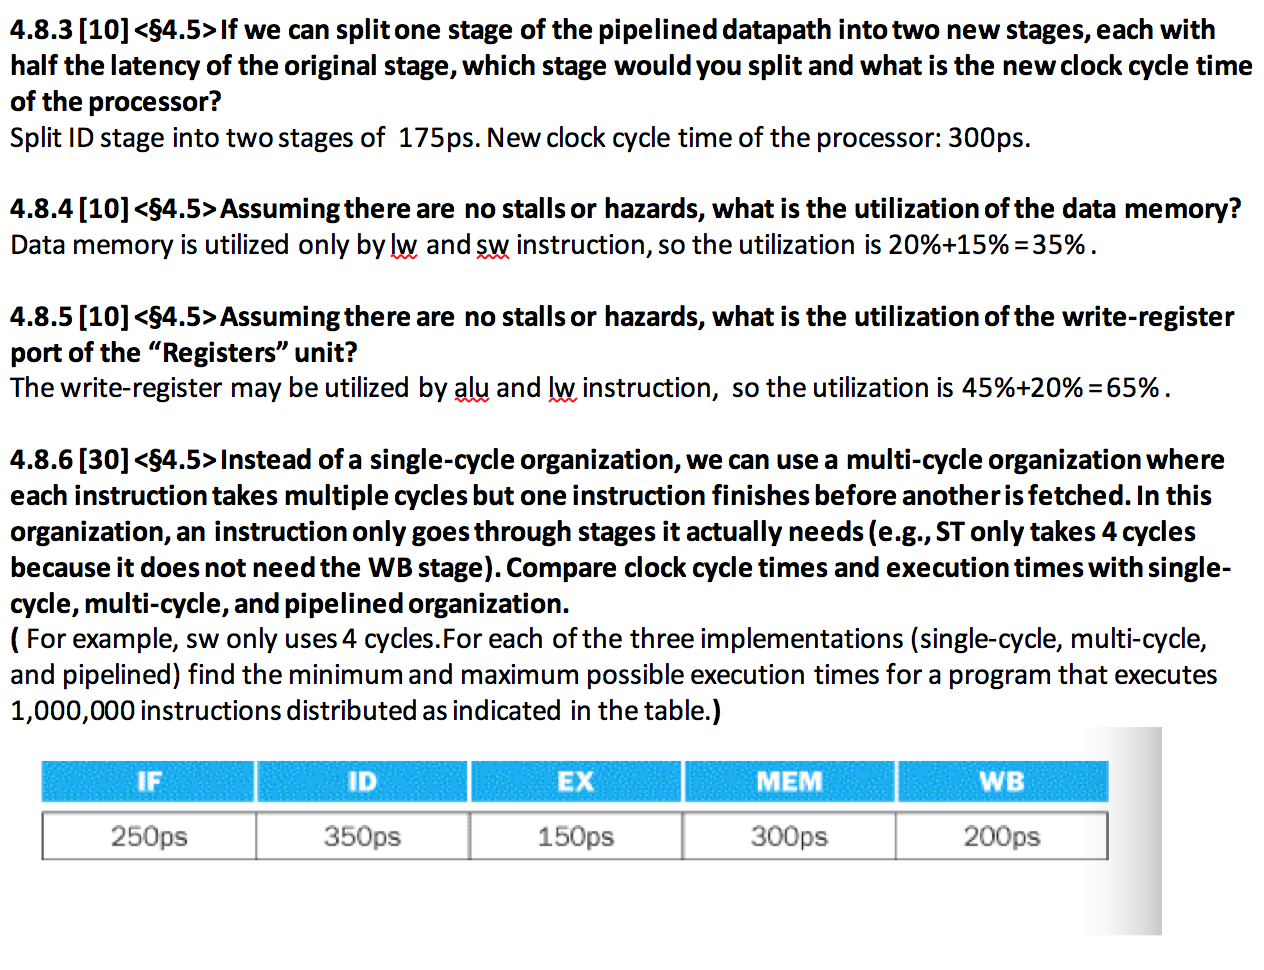 4.8.3 [10] <§4.5> If we can split one stage of the pipelined datapath into two new stages, each with
half the latency of the original stage, which stage would you split and what is the new clock cycle time
of the processor?
Split ID stage into two stages of 175ps. New clock cycle time of the processor: 300ps.
4.8.4 [10] <§4.5> Assuming there are no stalls or hazards, what is the utilization of the data memory?
Data memory is utilized only by lw and sw instruction, so the utilization is 20%+15% = 35% .
4.8.5 [10] <§4.5> Assuming there are no stalls or hazards, what is the utilization of the write-register
port of the “Registers” unit?
The write-register may be utilized by alu and lw instruction, so the utilization is 45%+20% = 65% .
4.8.6 [30] <§4.5> Instead of a single-cycle organization, we can use a multi-cycle organization where
each instruction takes multiple cycles but one instruction finishes before another is fetched. In this
organization, an instruction only goes through stages it actually needs (e.g., ST only takes 4 cycles
because it does not need the WB stage). Compare clock cycle times and execution times with single-
cycle, multi-cycle, and pipelined organization.
( For example, sw only uses 4 cycles.For each of the three implementations (single-cycle, multi-cycle,
and pipelined) find the minimum and maximum possible execution times for a program that executes
1,000,000 instructions distributed as indicated in the table.)
IF ID EX MEM WB
250ps 350ps 150ps 300ps 200ps